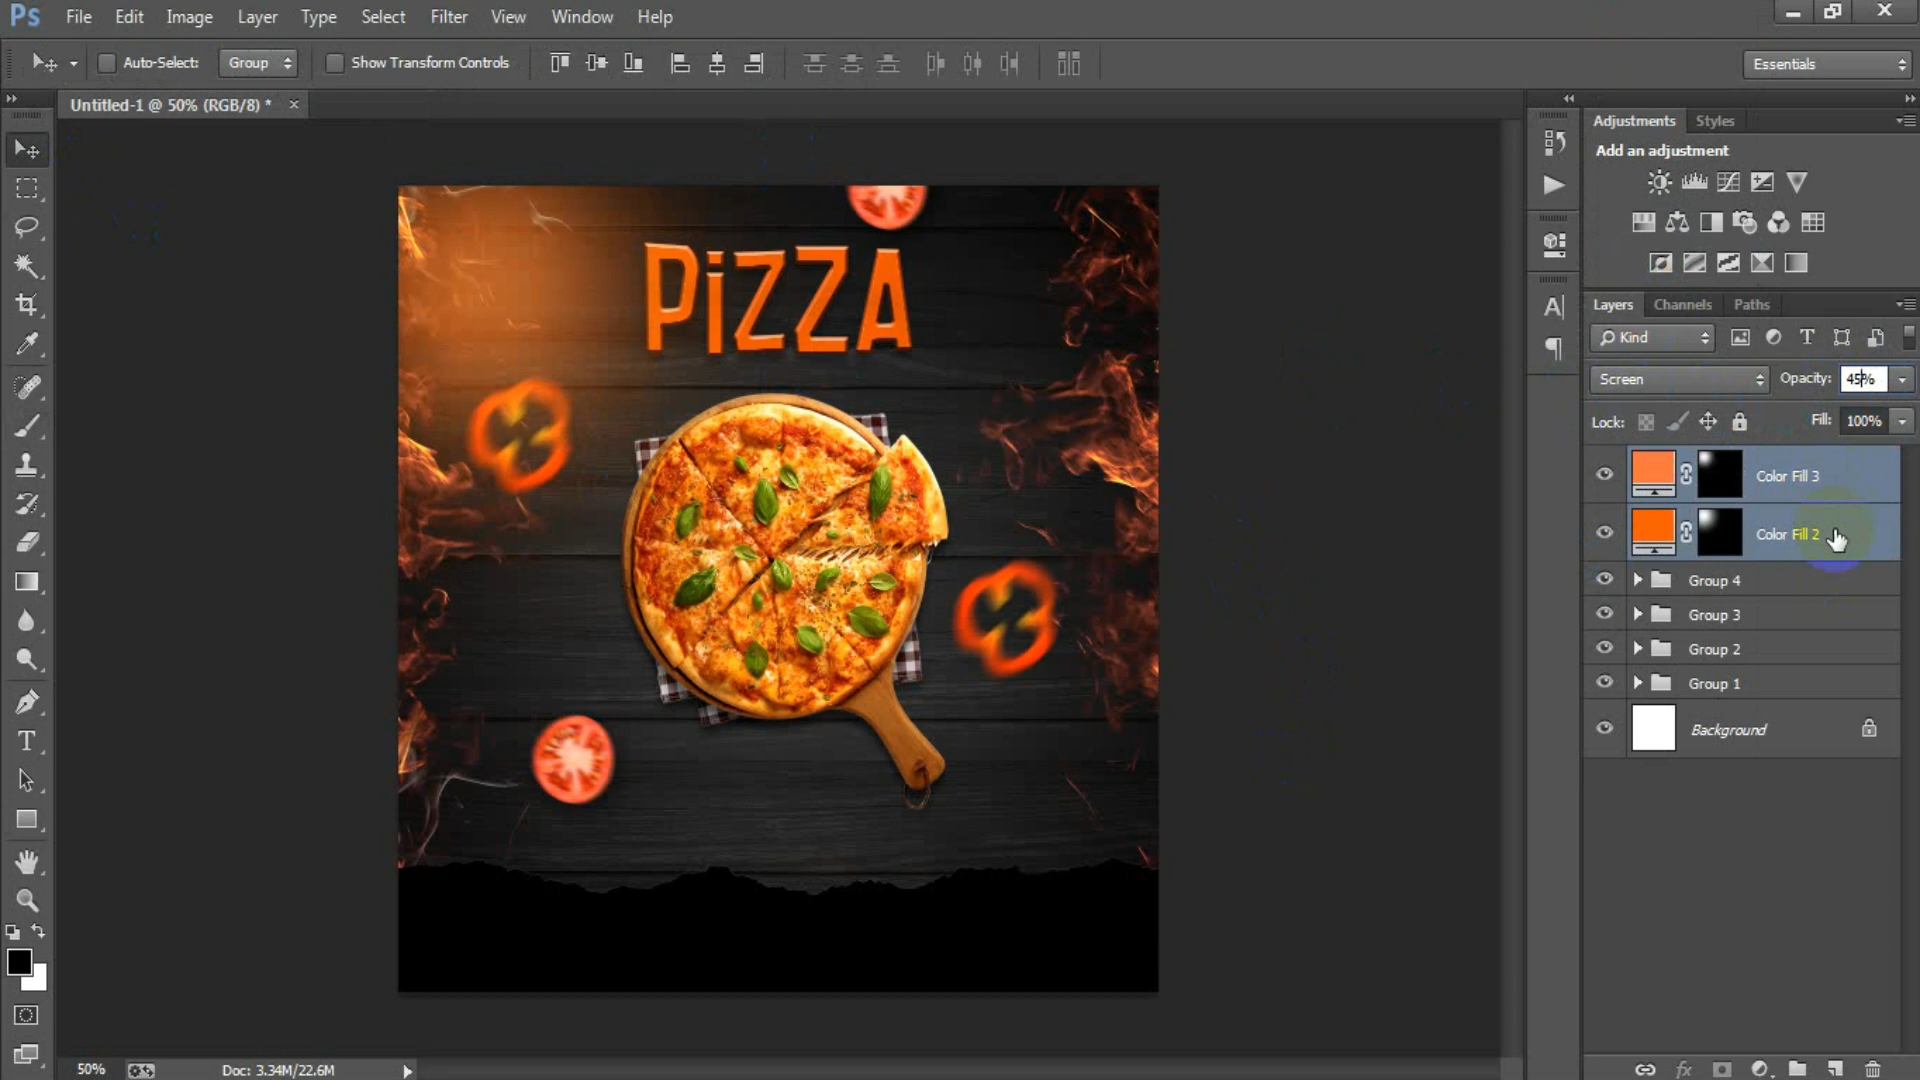 Ps File Edit Image Layer Type Select Filter View Window Help
Auto-Select: Group Show Transform Controls Essentials
Untitled-1 @ 50% (RGB/8) *
Adjustments Styles
Add an adjustment
Layers Channels Paths
Kind
Screen Opacity: 45%
Lock: Fill: 100%
Color Fill 3
Color Fill 2
Group 4
Group 3
Group 2
Group 1
Background
PiZZA
50% Doc: 3.34M/22.6M